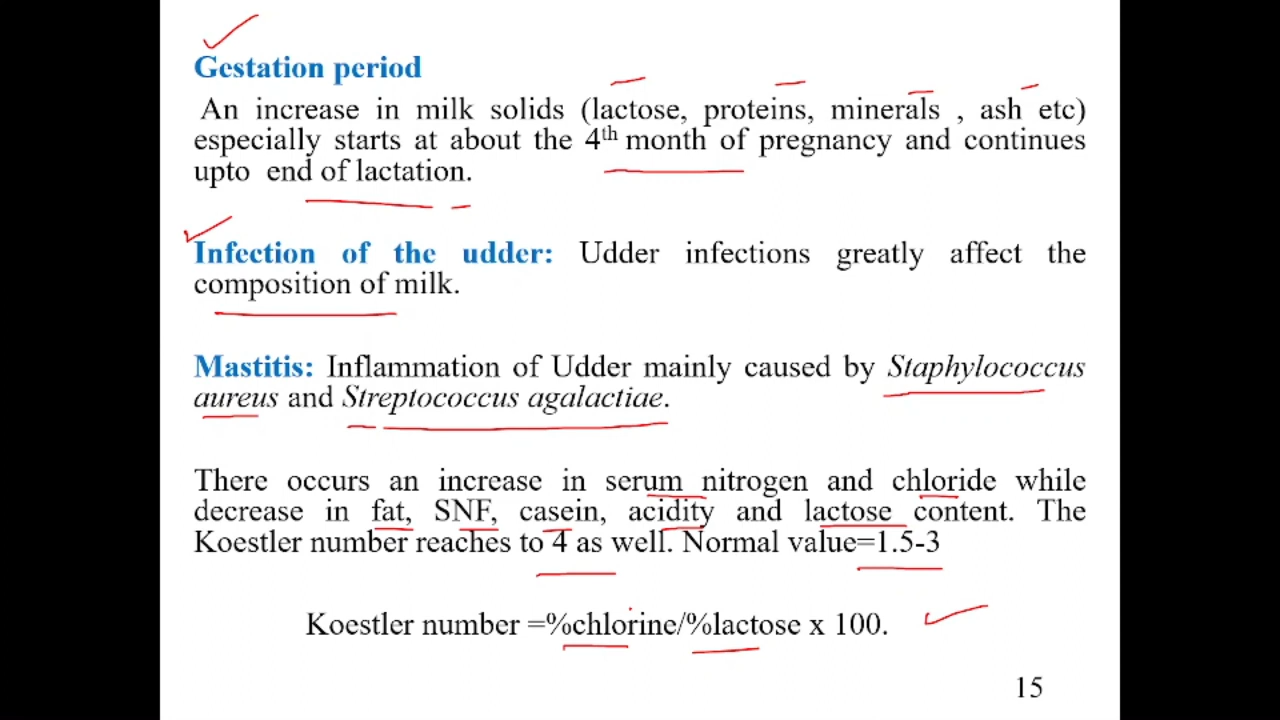 Gestation period
An increase in milk solids (lactose, proteins, minerals , ash etc)
especially starts at about the 4th month of pregnancy and continues
upto end of lactation.
Infection of the udder: Udder infections greatly affect the
composition of milk.
Mastitis: Inflammation of Udder mainly caused by Staphylococcus
aureus and Streptococcus agalactiae.
There occurs an increase in serum nitrogen and chloride while
decrease in fat, SNF, casein, acidity and lactose content. The
Koestler number reaches to 4 as well. Normal value=1.5-3
Koestler number =%chlorine/%lactose x 100.
15